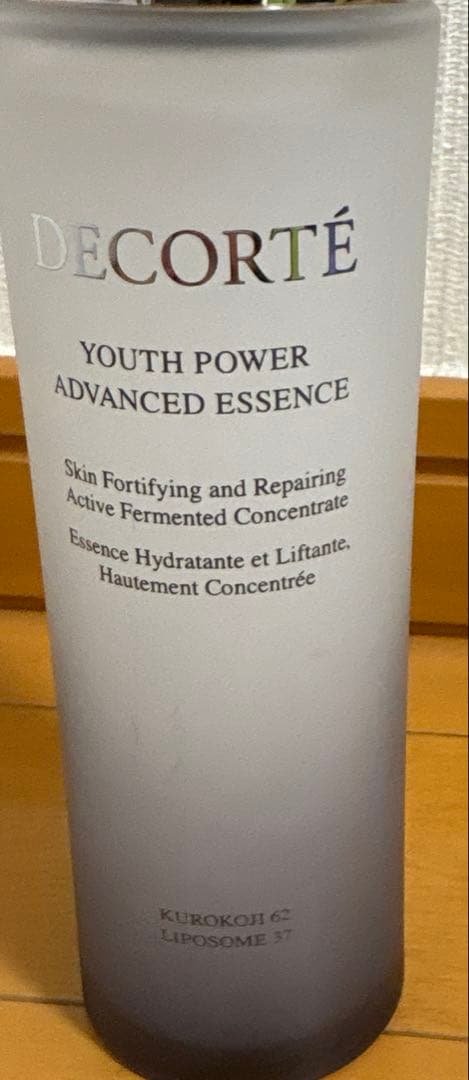 DECORTÉ
YOUTH POWER
ADVANCED ESSENCE
Skin Fortifying and Repairing
Active Fermented Concentrate
Essence Hydratante et Liftante,
Hautement Concentrée
KUROKOJI 62
LIPOSOME 37